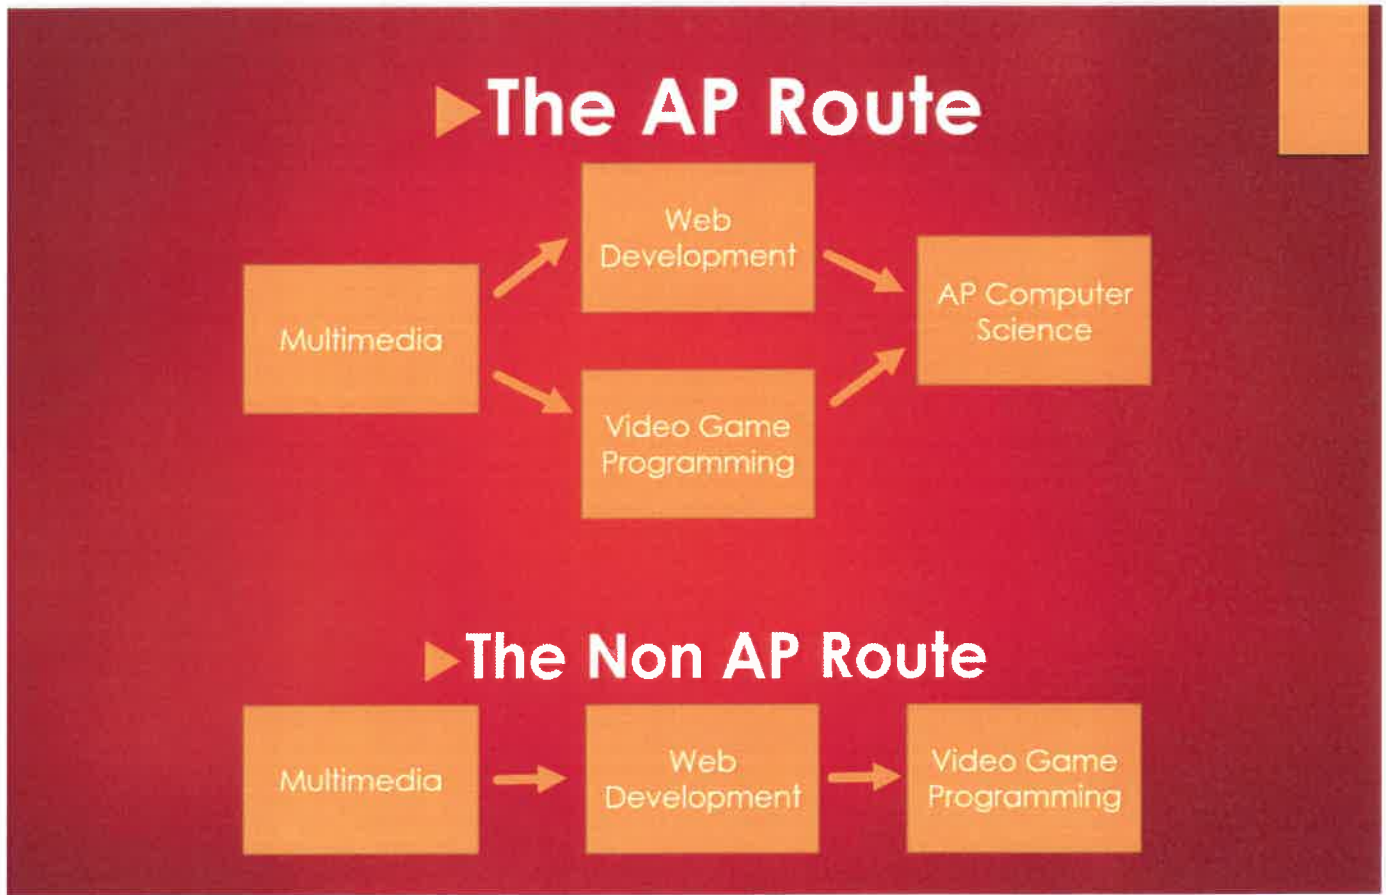 The AP Route
Web
Development
Multimedia
AP Computer
Science
Video Game
Programming
The Non AP Route
Multimedia
Web
Development
Video Game
Programming